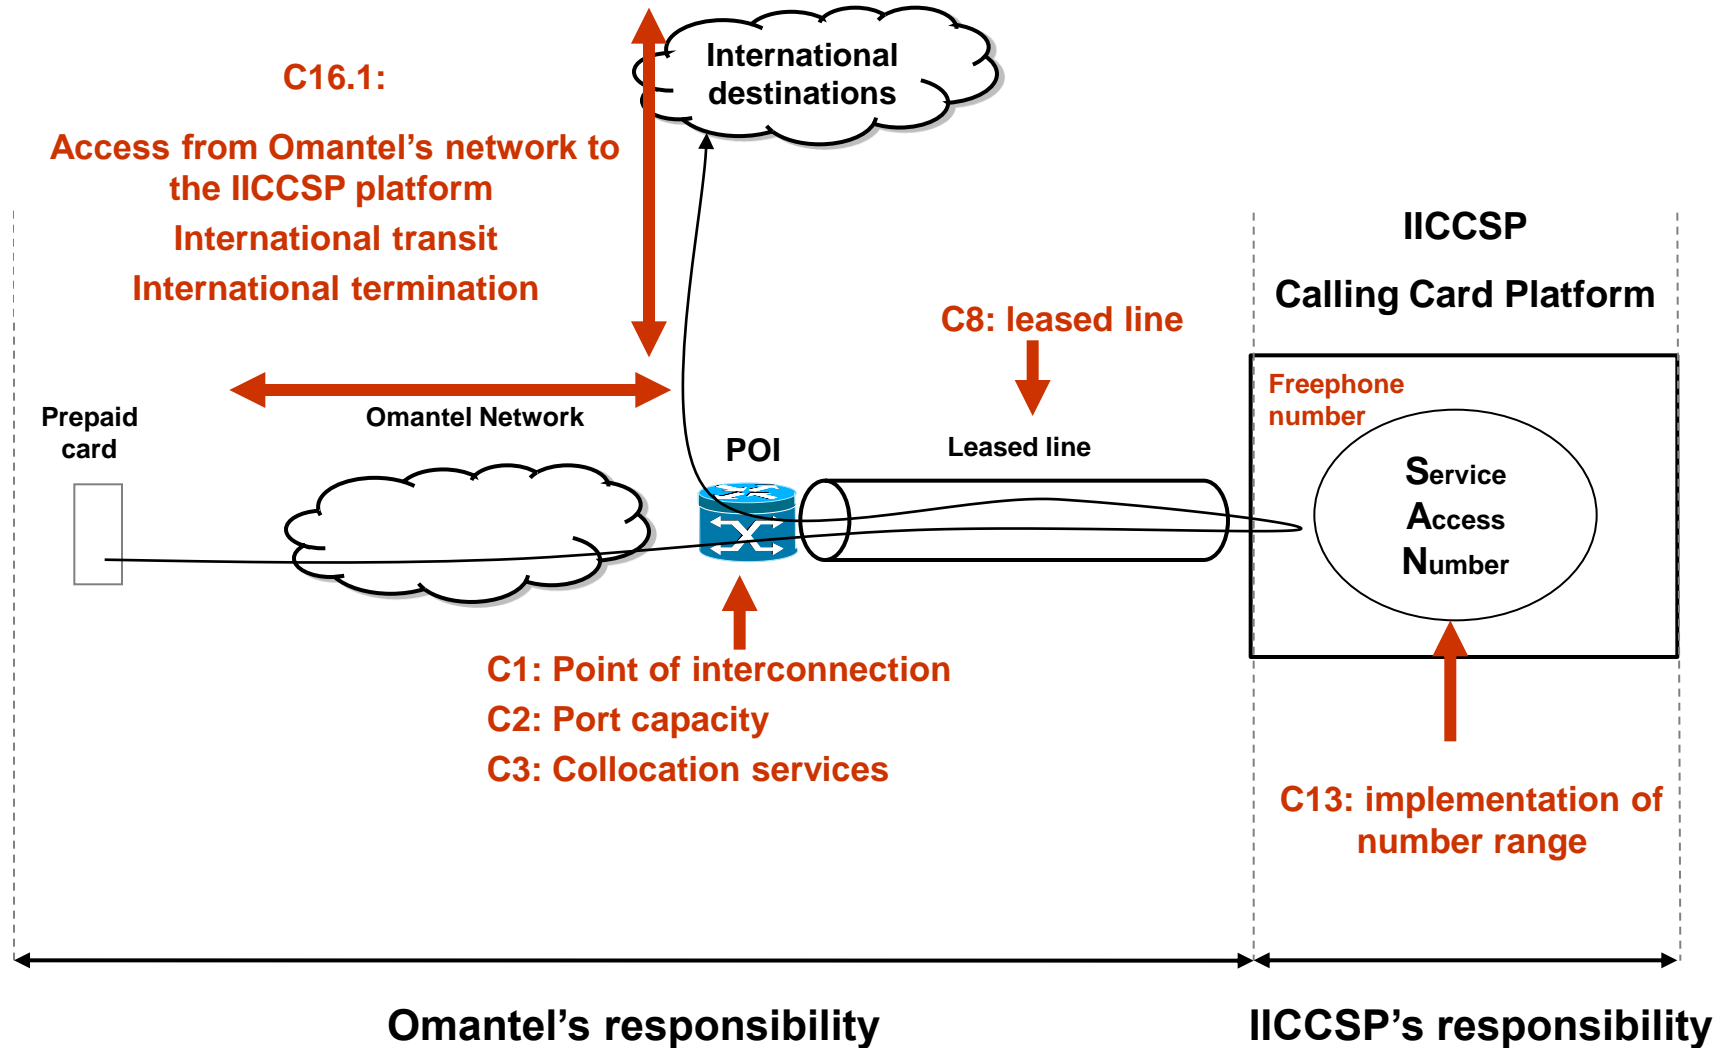 International
destinations
C16.1:
Access from Omantel's network to
the IICCSP platform
International transit
International termination
IICCSP
Calling Card Platform
C8: leased line
Freephone
number
Prepaid
card
Omantel Network
POI
Leased line
Service
Access
Number
C1: Point of interconnection
C2: Port capacity
C3: Collocation services
C13: implementation of
number range
Omantel's responsibility
IICCSP's responsibility